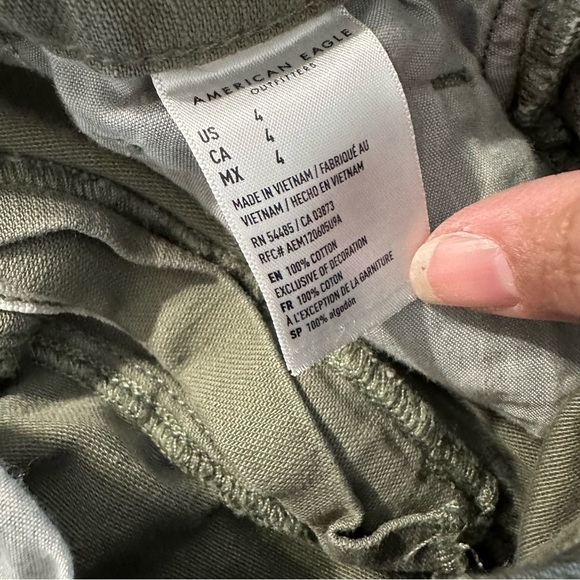 AMERICAN EAGLE
OUTFITTERS
US 4
CA 4
MX 4
MADE IN VIETNAM / FABRIQUÉ AU
VIETNAM / HECHO EN VIETNAM
RN 54485 / CA 03873
RFC# AEM120605U9A
EN 100% COTTON
EXCLUSIVE OF DECORATION
FR 100% COTON
À L'EXCEPTION DE LA GARNITURE
SP 100% algodón